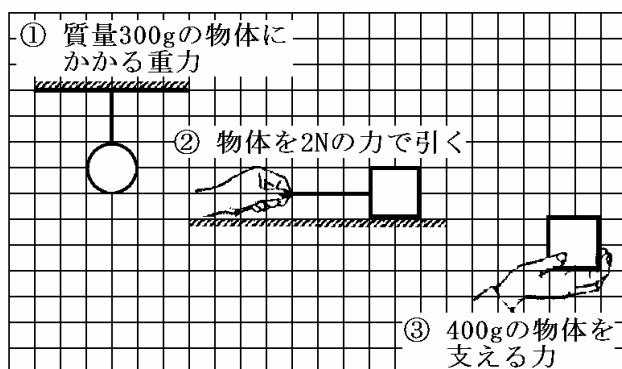 ① 質量300gの物体に
かかる重力
② 物体を2Nの力で引く
③ 400gの物体を
支える力